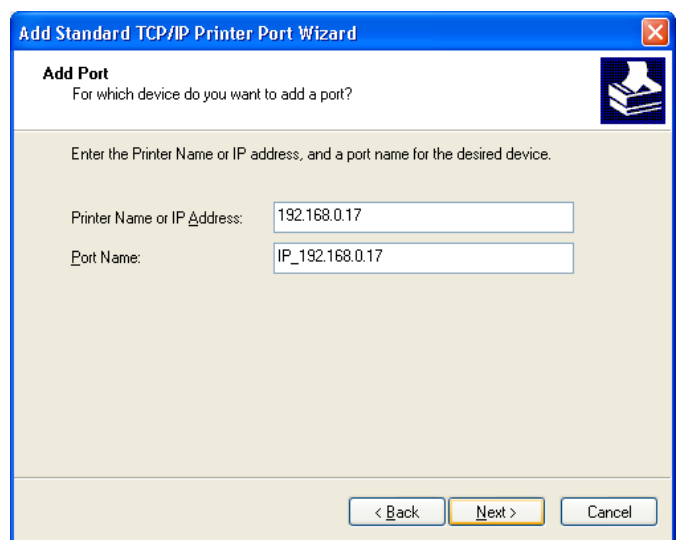 Add Standard TCP/IP Printer Port Wizard
Add Port
For which device do you want to add a port?
Enter the Printer Name or IP address, and a port name for the desired device.
Printer Name or IP Address: 192.168.0.17
Port Name: IP_192.168.0.17
< Back Next > Cancel